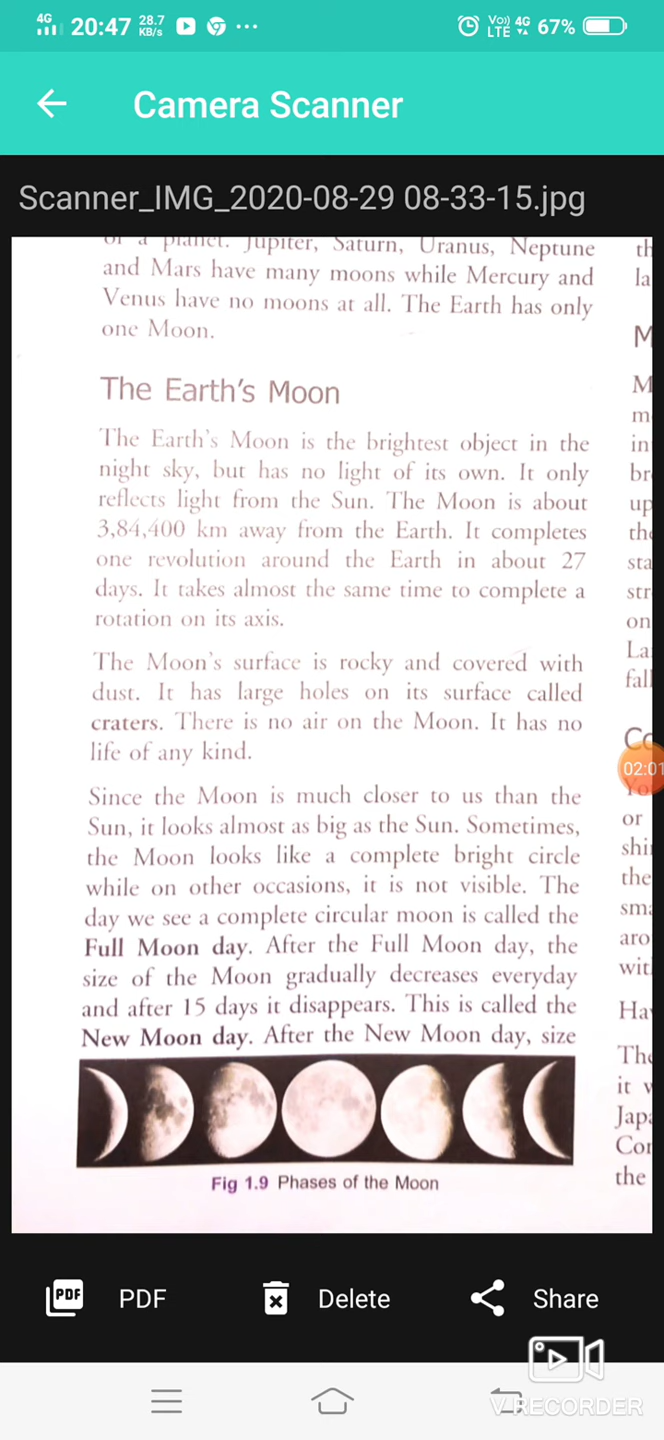 4G 20:47 28.7 KB/s VoLTE 4G 67%
Camera Scanner
Scanner_IMG_2020-08-29 08-33-15.jpg
of a planet. Jupiter, Saturn, Uranus, Neptune
and Mars have many moons while Mercury and
Venus have no moons at all. The Earth has only
one Moon.
The Earth's Moon
The Earth's Moon is the brightest object in the
night sky, but has no light of its own. It only
reflects light from the Sun. The Moon is about
3,84,400 km away from the Earth. It completes
one revolution around the Earth in about 27
days. It takes almost the same time to complete a
rotation on its axis.
The Moon's surface is rocky and covered with
dust. It has large holes on its surface called
craters. There is no air on the Moon. It has no
life of any kind.
Since the Moon is much closer to us than the
Sun, it looks almost as big as the Sun. Sometimes,
the Moon looks like a complete bright circle
while on other occasions, it is not visible. The
day we see a complete circular moon is called the
Full Moon day. After the Full Moon day, the
size of the Moon gradually decreases everyday
and after 15 days it disappears. This is called the
New Moon day. After the New Moon day, size
Fig 1.9 Phases of the Moon
02:01
PDF PDF Delete Share
V RECORDER